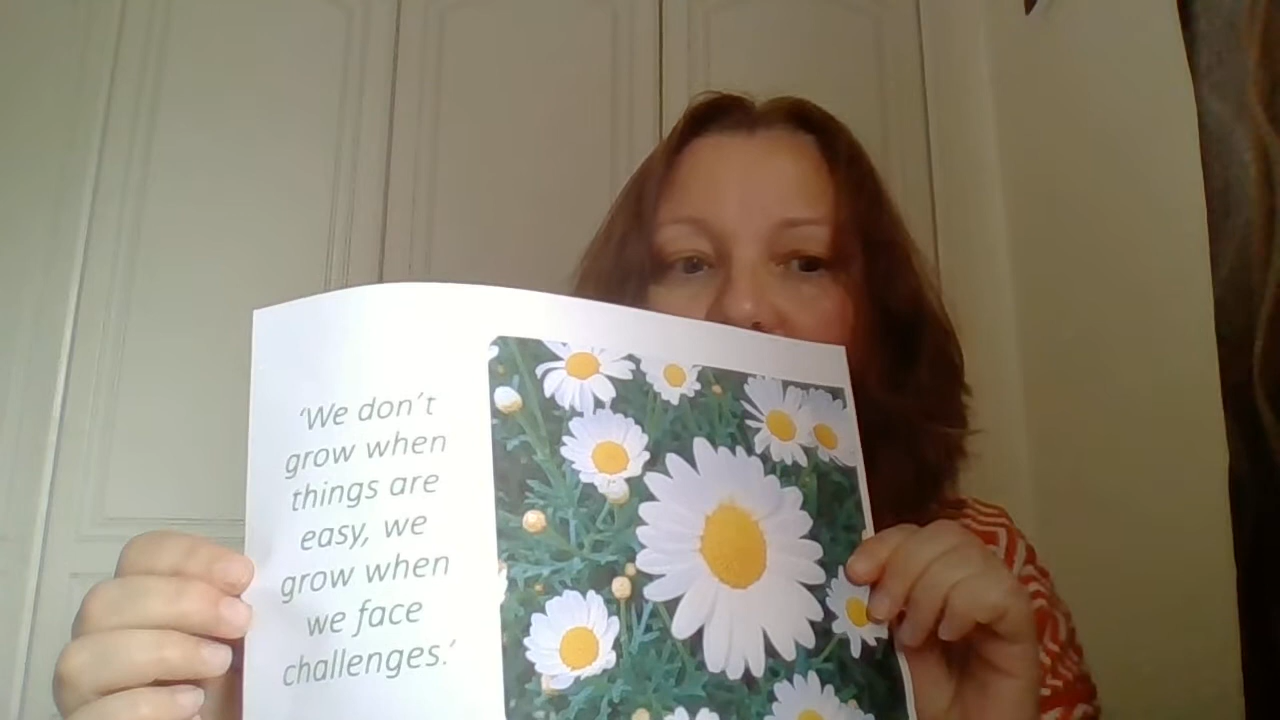 ‘We don’t
grow when
things are
easy, we
grow when
we face
challenges.’